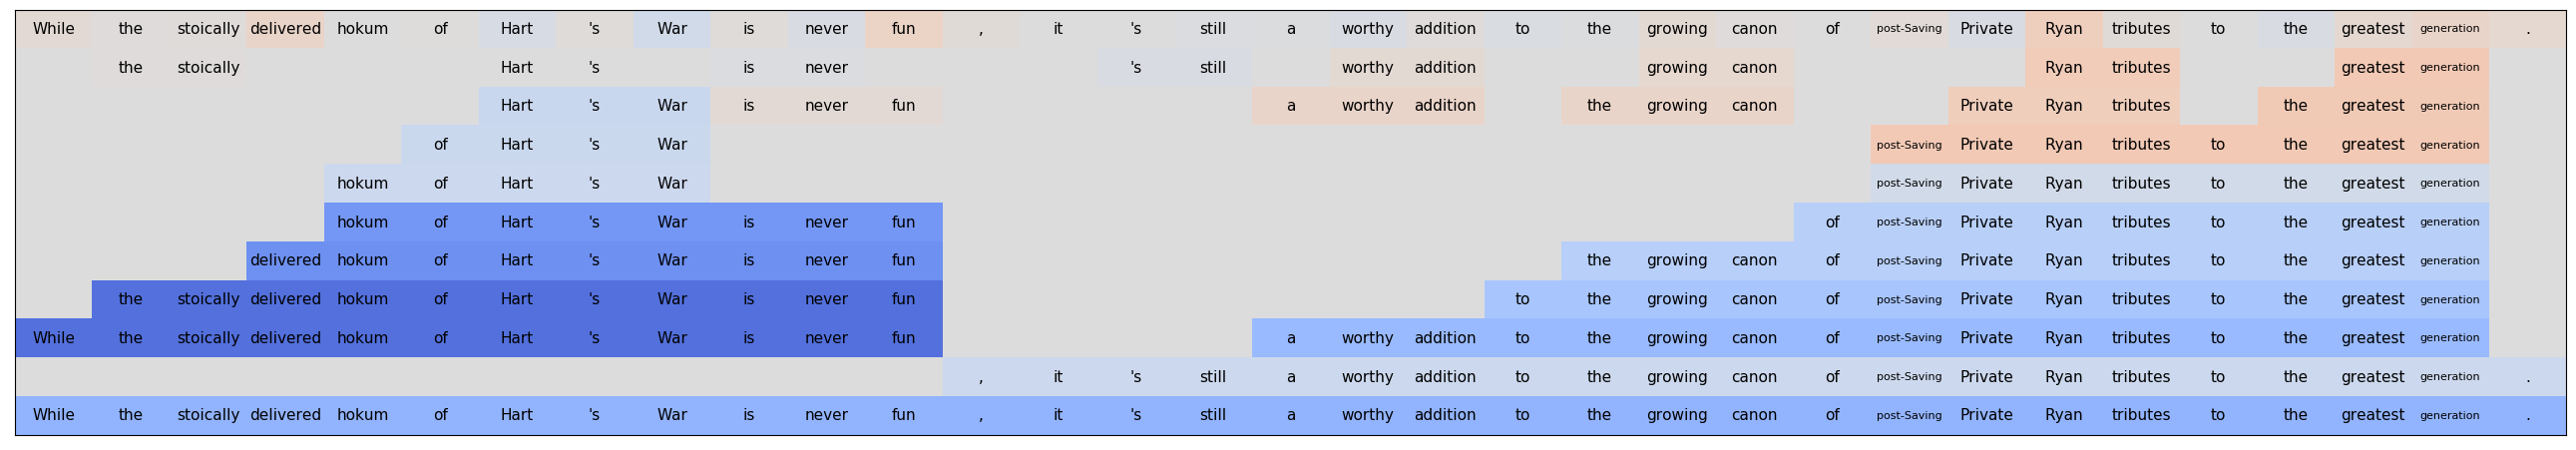 While the stoically delivered hokum of Hart 's War is never fun , it 's still a worthy addition to the growing canon of post-Saving Private Ryan tributes to the greatest generation .
the stoically Hart 's is never 's still worthy addition growing canon Ryan tributes greatest generation
Hart 's War is never fun a worthy addition the growing canon Private Ryan tributes the greatest generation
of Hart 's War post-Saving Private Ryan tributes to the greatest generation
hokum of Hart 's War post-Saving Private Ryan tributes to the greatest generation
hokum of Hart 's War is never fun of post-Saving Private Ryan tributes to the greatest generation
delivered hokum of Hart 's War is never fun the growing canon of post-Saving Private Ryan tributes to the greatest generation
the stoically delivered hokum of Hart 's War is never fun to the growing canon of post-Saving Private Ryan tributes to the greatest generation
While the stoically delivered hokum of Hart 's War is never fun a worthy addition to the growing canon of post-Saving Private Ryan tributes to the greatest generation
, it 's still a worthy addition to the growing canon of post-Saving Private Ryan tributes to the greatest generation .
While the stoically delivered hokum of Hart 's War is never fun , it 's still a worthy addition to the growing canon of post-Saving Private Ryan tributes to the greatest generation .